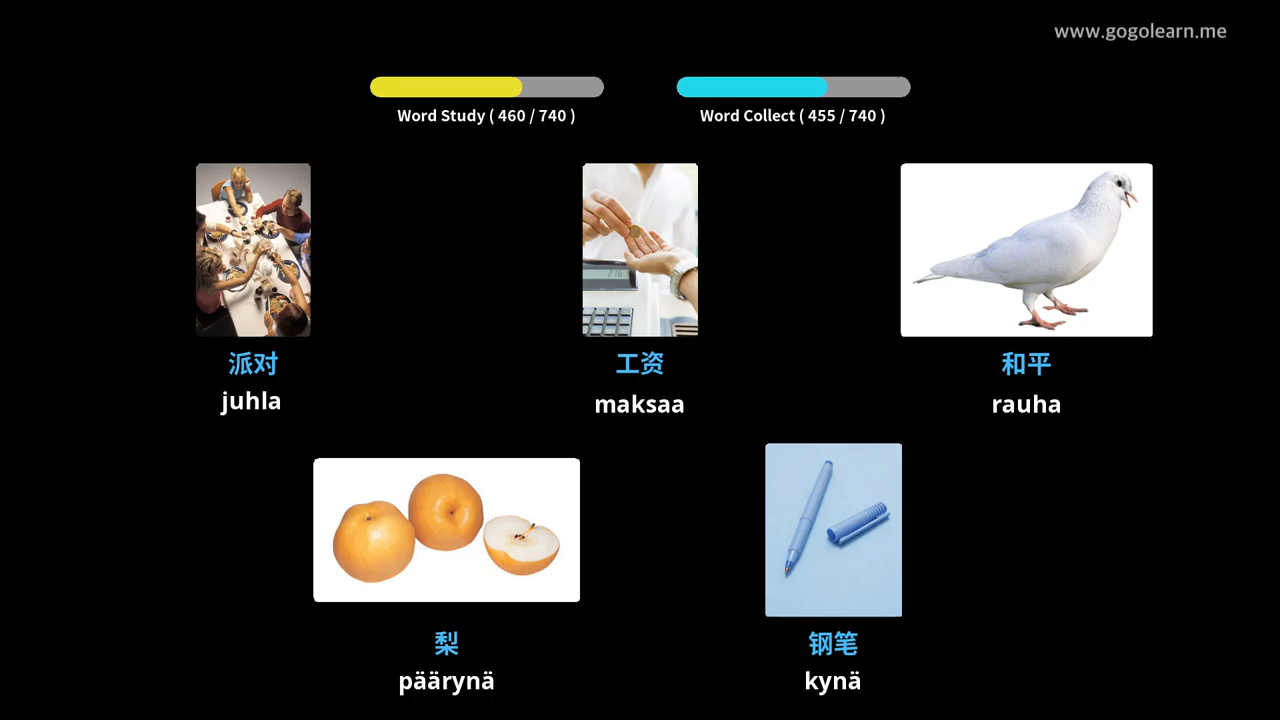 www.gogolearn.me
Word Study ( 460 / 740 )
Word Collect ( 455 / 740 )
派对
juhla
工资
maksaa
和平
rauha
梨
päärynä
钢笔
kynä